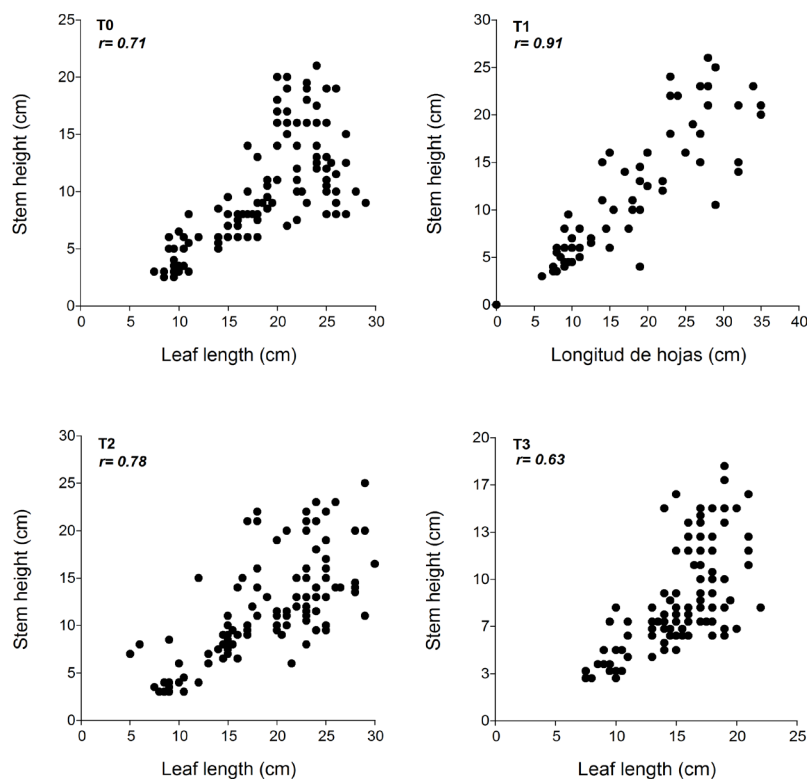 T0
r= 0.71
25
20
15
10
5
0
Stem height (cm)
0 5 10 15 20 25 30
Leaf length (cm)
T1
r= 0.91
30
25
20
15
10
5
0
Stem height (cm)
0 5 10 15 20 25 30 35 40
Longitud de hojas (cm)
T2
r= 0.78
30
25
20
15
10
5
0
Stem height (cm)
0 5 10 15 20 25 30
Leaf length (cm)
T3
r= 0.63
20
17
13
10
7
3
0
Stem height (cm)
0 5 10 15 20 25
Leaf length (cm)